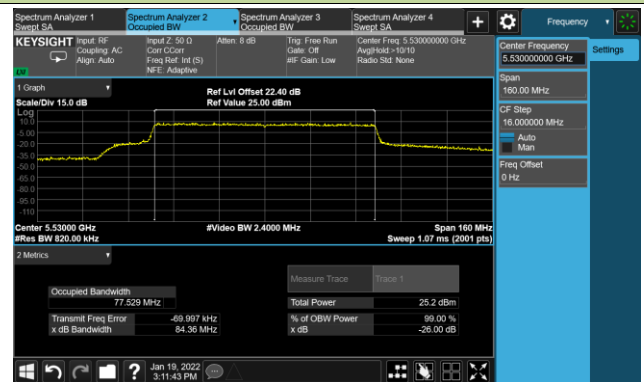 Spectrum Analyzer 1
Swept SA
Spectrum Analyzer 2
Occupied BW
Spectrum Analyzer 3
Occupied BW
Spectrum Analyzer 4
Swept SA
+
Frequency
KEYSIGHT
Input: RF
Coupling: AC
Align: Auto
Input Z: 50 Ω
Corr CCorr
Freq Ref: Int (S)
NFE: Adaptive
Atten: 8 dB
Trig: Free Run
Gate: Off
#IF Gain: Low
Center Freq: 5.530000000 GHz
Avg|Hold:>10/10
Radio Std: None
Center Frequency
5.530000000 GHz
Settings
Span
160.00 MHz
CF Step
16.000000 MHz
Auto
Man
Freq Offset
0 Hz
1 Graph
Scale/Div 15.0 dB
Ref Lvl Offset 22.40 dB
Ref Value 25.00 dBm
Log
10.0
-5.00
-20.0
-35.0
-50.0
-65.0
-80.0
-95.0
-110
Center 5.53000 GHz
#Res BW 820.00 kHz
#Video BW 2.4000 MHz
Span 160 MHz
Sweep 1.07 ms (2001 pts)
2 Metrics
Measure Trace
Trace 1
Occupied Bandwidth
77.529 MHz
Total Power
25.2 dBm
Transmit Freq Error
-69.997 kHz
% of OBW Power
99.00 %
x dB Bandwidth
84.36 MHz
x dB
-26.00 dB
?
Jan 19, 2022
3:11:43 PM